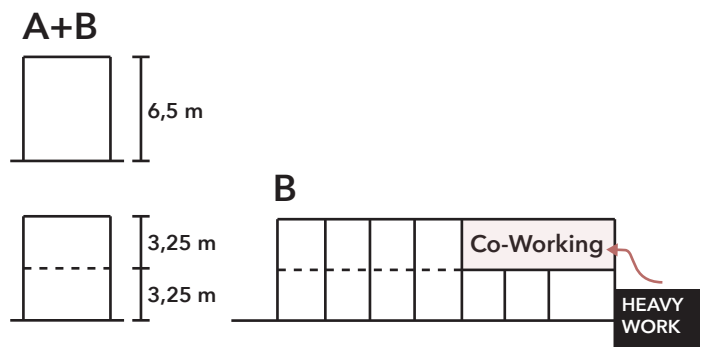 A+B
6,5 m
3,25 m
3,25 m
B
Co-Working
HEAVY
WORK